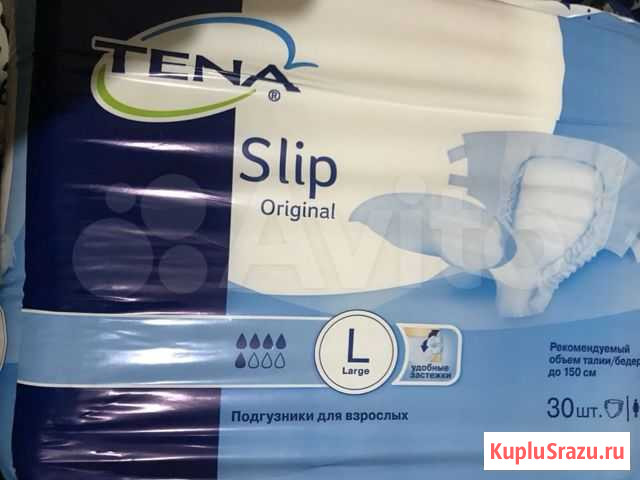 TENA
®
Slip
Original
Avito
L
Large
удобные
застежки
Рекомендуемый
объем талии/бедер
до 150 см
Подгузники для взрослых
30шт.
KupluSrazu.ru